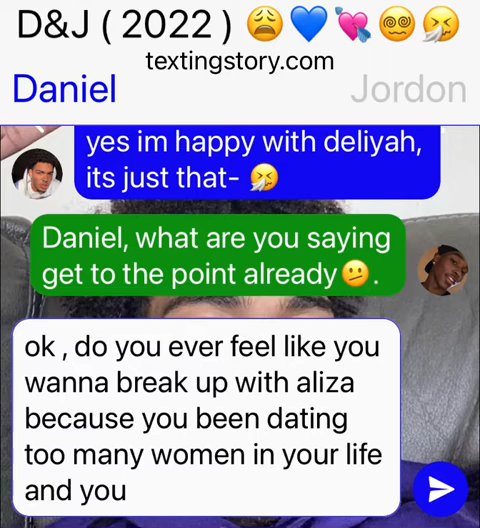 D&J ( 2022 ) 😩💙💘😵‍💫🤧
textingstory.com
Daniel
Jordon
yes im happy with deliyah,
its just that- 🤧
Daniel, what are you saying
get to the point already🫤.
ok , do you ever feel like you
wanna break up with aliza
because you been dating
too many women in your life
and you